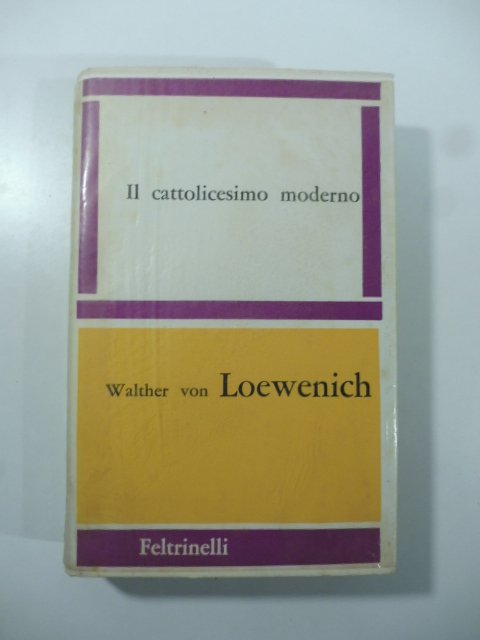 Il cattolicesimo moderno
Walther von Loewenich
Feltrinelli